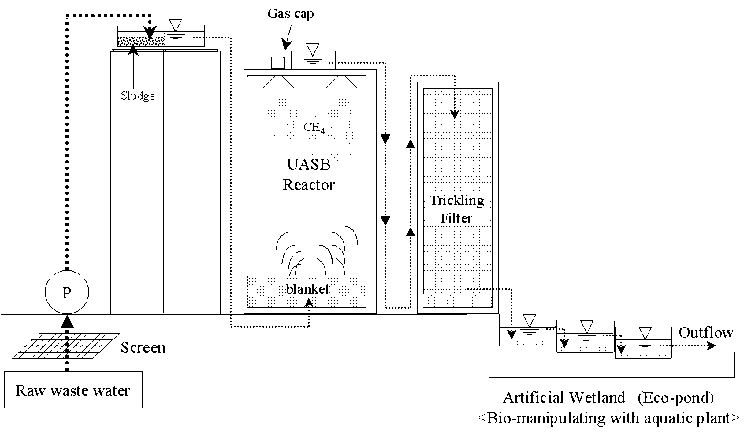 Gas cap
Sludge
CH4
UASB
Reactor
Trickling
Filter
blanket
P
Screen
Raw waste water
Outflow
Artificial Wetland (Eco-pond)
<Bio-manipulating with aquatic plant>